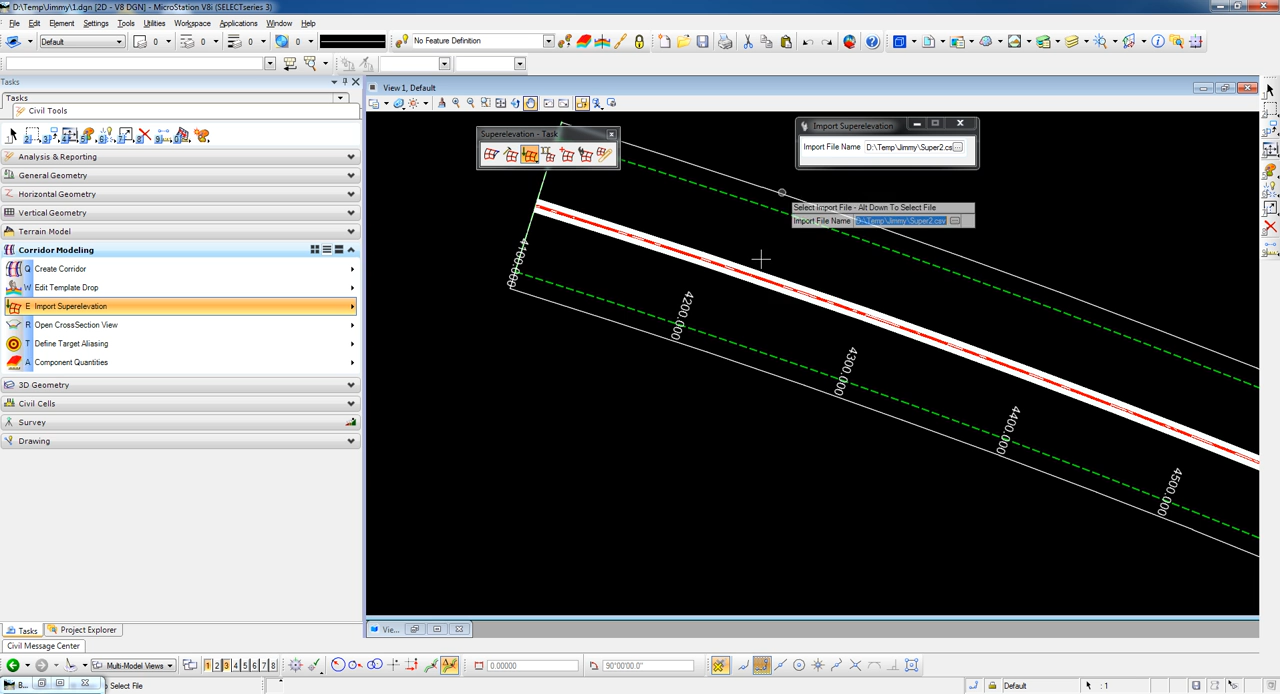 D:\Temp\Jimmy\1.dgn [2D - V8 DGN] - MicroStation V8i (SELECTseries 3)
File Edit Element Settings Tools Utilities Workspace Applications Window Help
Default 0 0 0 0 No Feature Definition
Tasks
View 1, Default
Tasks
Civil Tools
Superelevation - Task
Import Superelevation
Import File Name D:\Temp\Jimmy\Super2.cs
Analysis & Reporting
General Geometry
Horizontal Geometry
Vertical Geometry
Terrain Model
Corridor Modeling
Q Create Corridor
W Edit Template Drop
E Import Superelevation
R Open CrossSection View
T Define Target Aliasing
A Component Quantities
3D Geometry
Civil Cells
Survey
Drawing
Select Import File - Alt Down To Select File
Import File Name D:\Temp\Jimmy\Super2.csv
4100.000
4200.000
4300.000
4400.000
4500.000
Tasks Project Explorer
Vie...
Civil Message Center
Multi-Model Views 1 2 3 4 5 6 7 8 0.00000 90°00'00.0"
B... Select File Default : 1